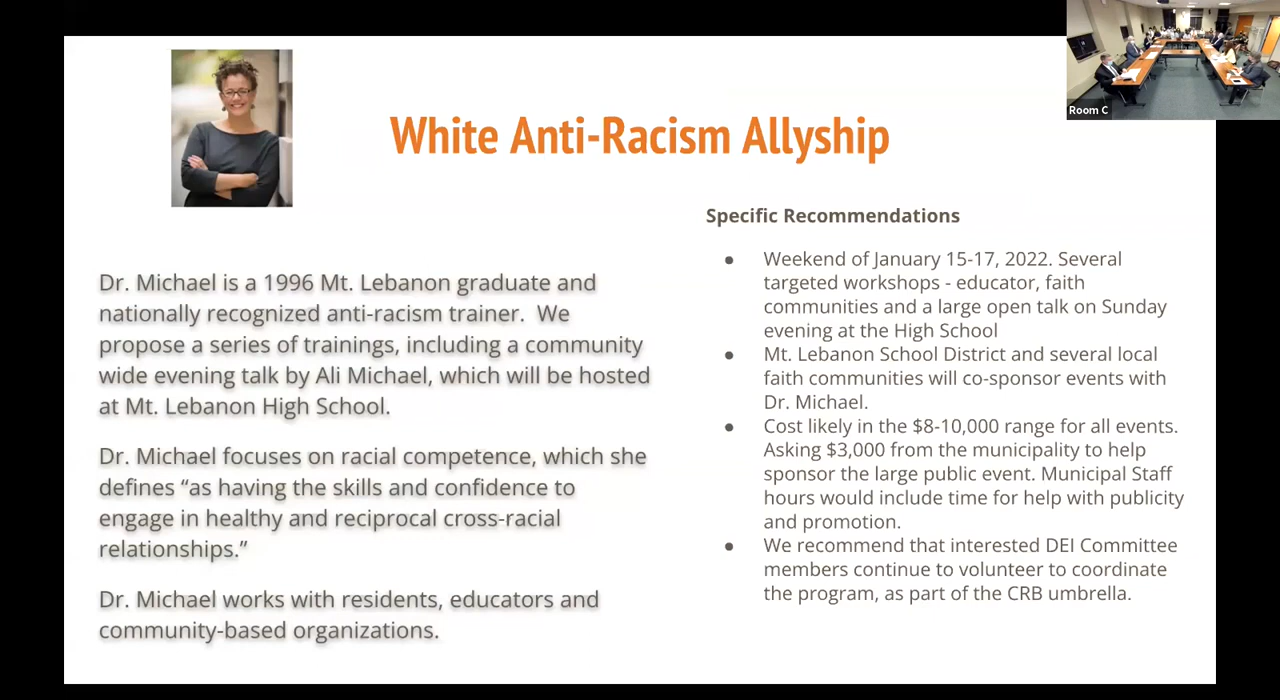 Room C
White Anti-Racism Allyship
Dr. Michael is a 1996 Mt. Lebanon graduate and
nationally recognized anti-racism trainer.  We
propose a series of trainings, including a community
wide evening talk by Ali Michael, which will be hosted
at Mt. Lebanon High School.
Dr. Michael focuses on racial competence, which she
defines “as having the skills and confidence to
engage in healthy and reciprocal cross-racial
relationships.”
Dr. Michael works with residents, educators and
community-based organizations.
Specific Recommendations
● Weekend of January 15-17, 2022. Several
targeted workshops - educator, faith
communities and a large open talk on Sunday
evening at the High School
● Mt. Lebanon School District and several local
faith communities will co-sponsor events with
Dr. Michael.
● Cost likely in the $8-10,000 range for all events.
Asking $3,000 from the municipality to help
sponsor the large public event. Municipal Staff
hours would include time for help with publicity
and promotion.
● We recommend that interested DEI Committee
members continue to volunteer to coordinate
the program, as part of the CRB umbrella.